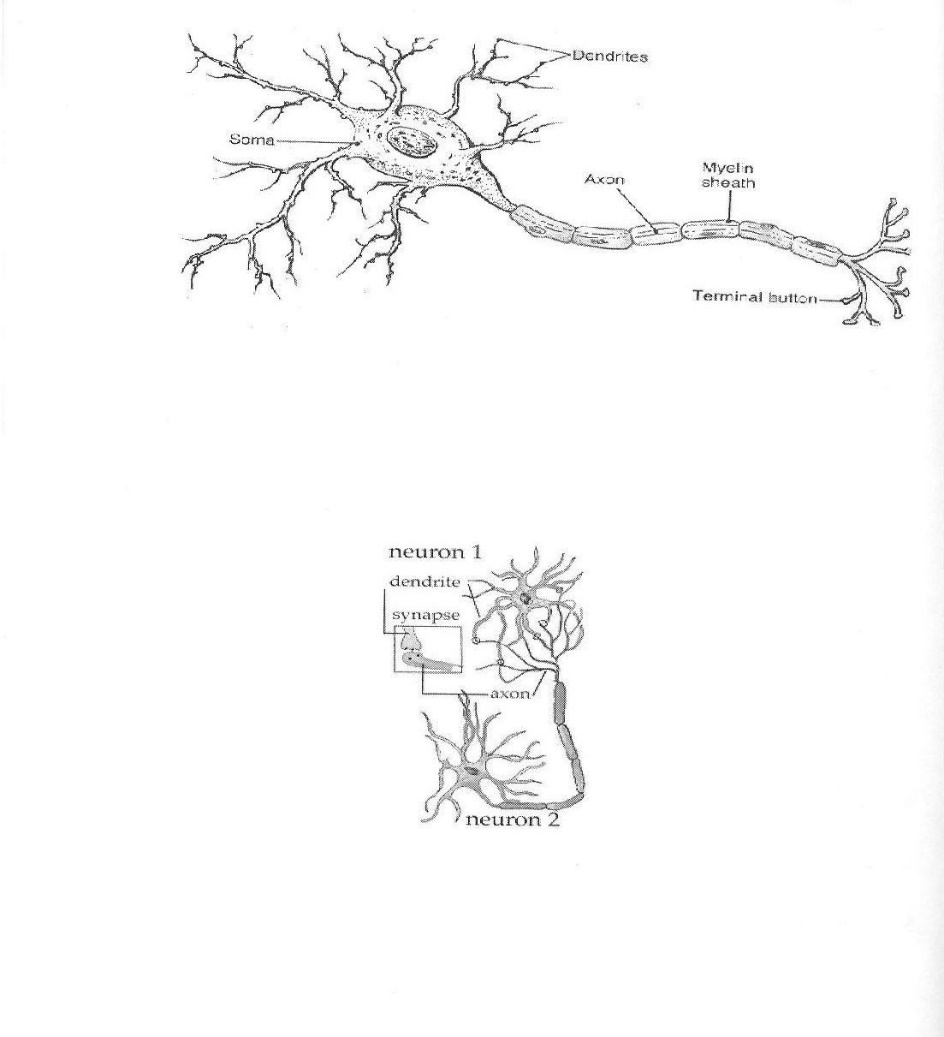 Dendrites
Soma
Axon
Myelin
sheath
Terminal button
neuron 1
dendrite
synapse
axon
neuron 2